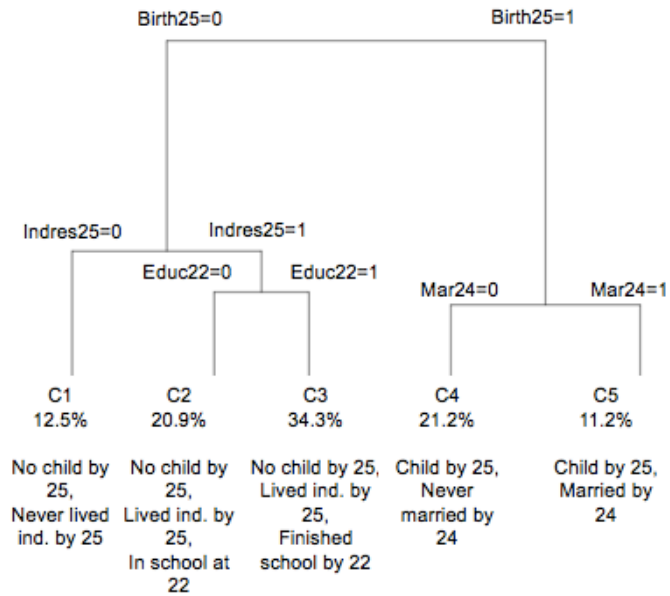 Birth25=0
Birth25=1
Indres25=0
Indres25=1
Educ22=0
Educ22=1
Mar24=0
Mar24=1
C1
12.5%
No child by
25,
Never lived
ind. by 25
C2
20.9%
No child by
25,
Lived ind. by
25,
In school at
22
C3
34.3%
No child by 25,
Lived ind. by
25,
Finished
school by 22
C4
21.2%
Child by 25,
Never
married by
24
C5
11.2%
Child by 25,
Married by
24